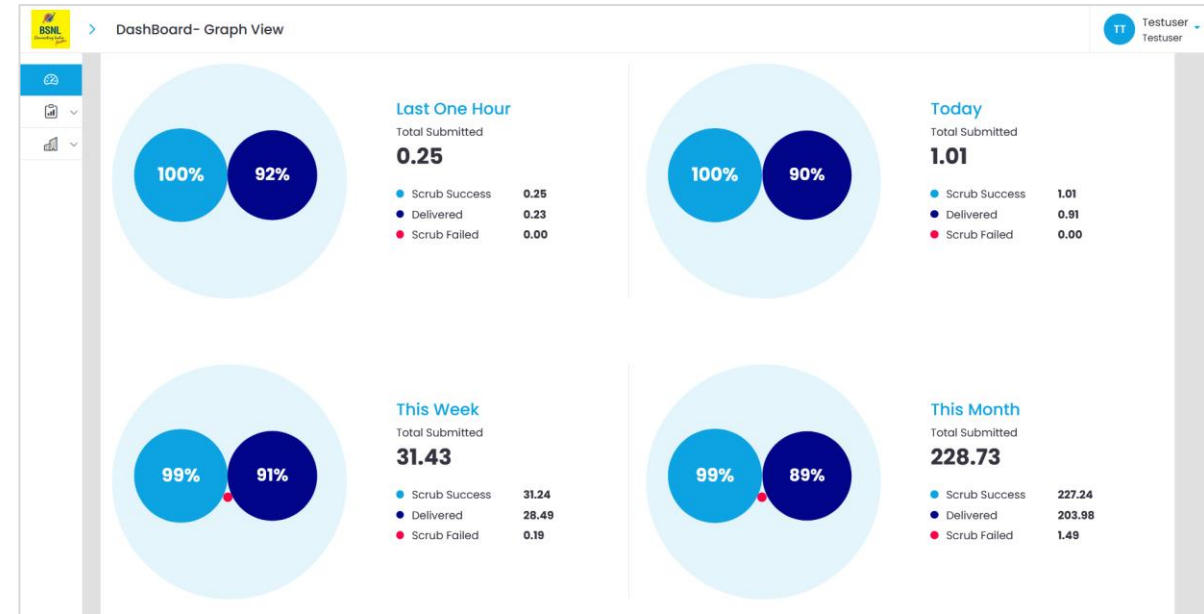 BSNL
DashBoard- Graph View
TT
Testuser
Testuser
100%
92%
Last One Hour
Total Submitted
0.25
Scrub Success 0.25
Delivered 0.23
Scrub Failed 0.00
100%
90%
Today
Total Submitted
1.01
Scrub Success 1.01
Delivered 0.91
Scrub Failed 0.00
99%
91%
This Week
Total Submitted
31.43
Scrub Success 31.24
Delivered 28.49
Scrub Failed 0.19
99%
89%
This Month
Total Submitted
228.73
Scrub Success 227.24
Delivered 203.98
Scrub Failed 1.49